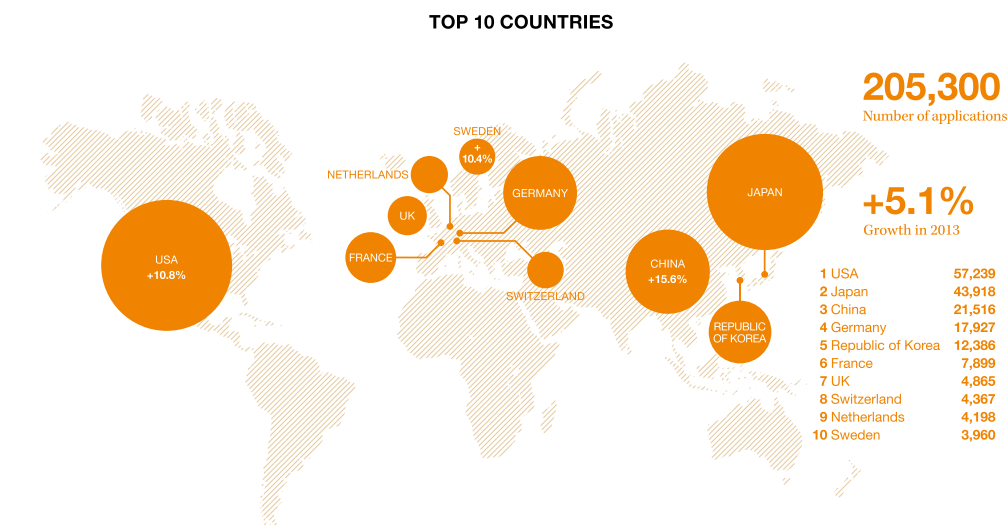 TOP 10 COUNTRIES
205,300
Number of applications
+5.1%
Growth in 2013
SWEDEN
+
10.4%
NETHERLANDS
GERMANY
UK
FRANCE
SWITZERLAND
USA
+10.8%
JAPAN
CHINA
+15.6%
REPUBLIC
OF KOREA
1 USA 57,239
2 Japan 43,918
3 China 21,516
4 Germany 17,927
5 Republic of Korea 12,386
6 France 7,899
7 UK 4,865
8 Switzerland 4,367
9 Netherlands 4,198
10 Sweden 3,960